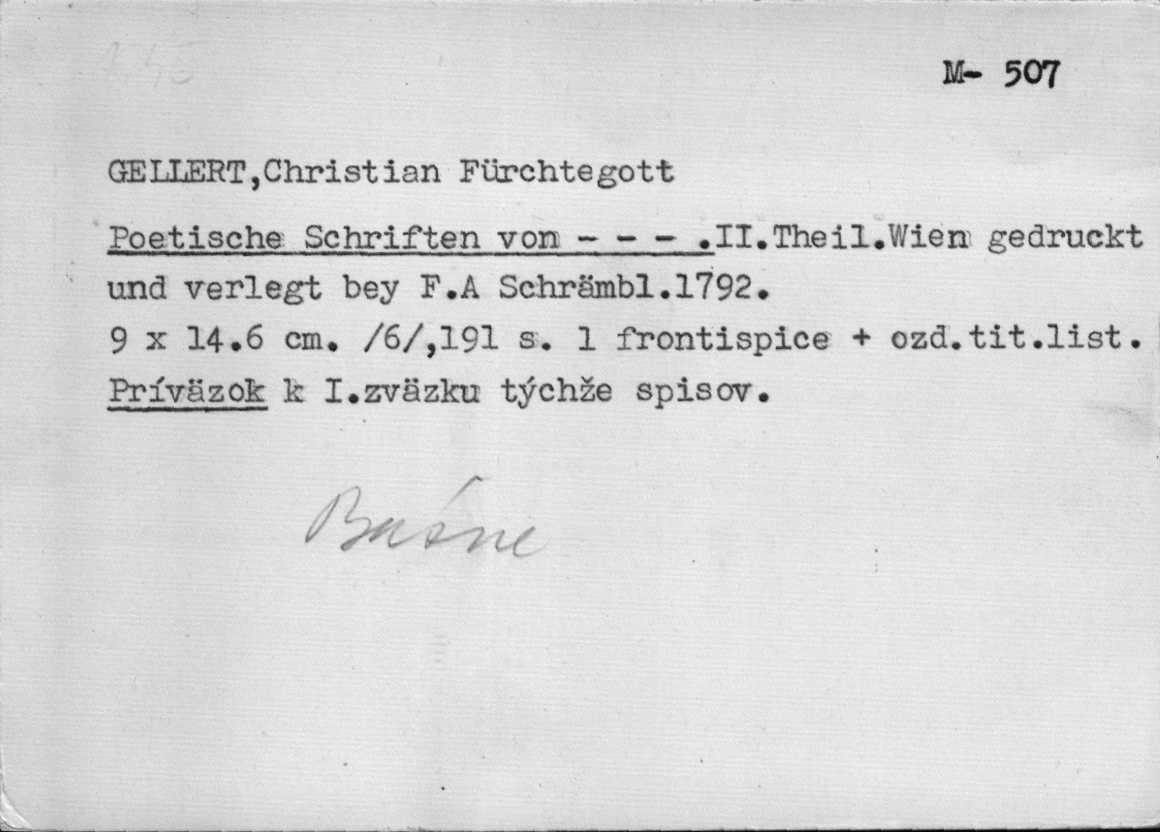 M- 507
GELLERT,Christian Fürchtegott
Poetische Schriften von - - - .II.Theil.Wien gedruckt
und verlegt bey F.A Schrämbl.1792.
9 x 14.6 cm. /6/,191 s. 1 frontispice + ozd.tit.list.
Príväzok k I.zväzku týchže spisov.
Básne